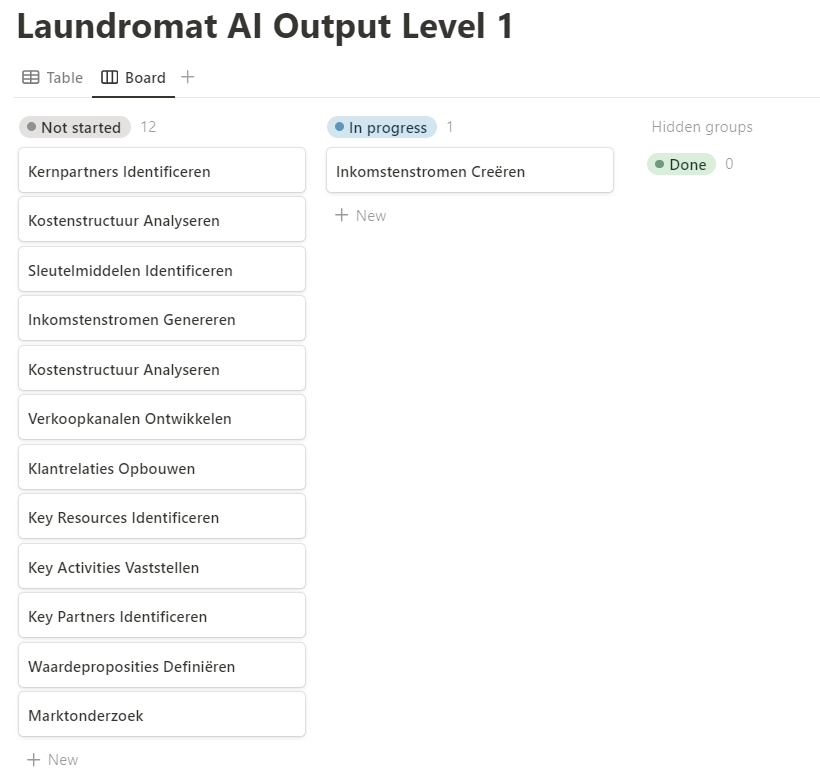 Laundromat AI Output Level 1
Table
Board
Not started 12
Kernpartners Identificeren
Kostenstructuur Analyseren
Sleutelmiddelen Identificeren
Inkomstenstromen Genereren
Kostenstructuur Analyseren
Verkoopkanalen Ontwikkelen
Klantrelaties Opbouwen
Key Resources Identificeren
Key Activities Vaststellen
Key Partners Identificeren
Waardeproposities Definiëren
Marktonderzoek
+ New
In progress 1
Inkomstenstromen Creëren
+ New
Hidden groups
Done 0